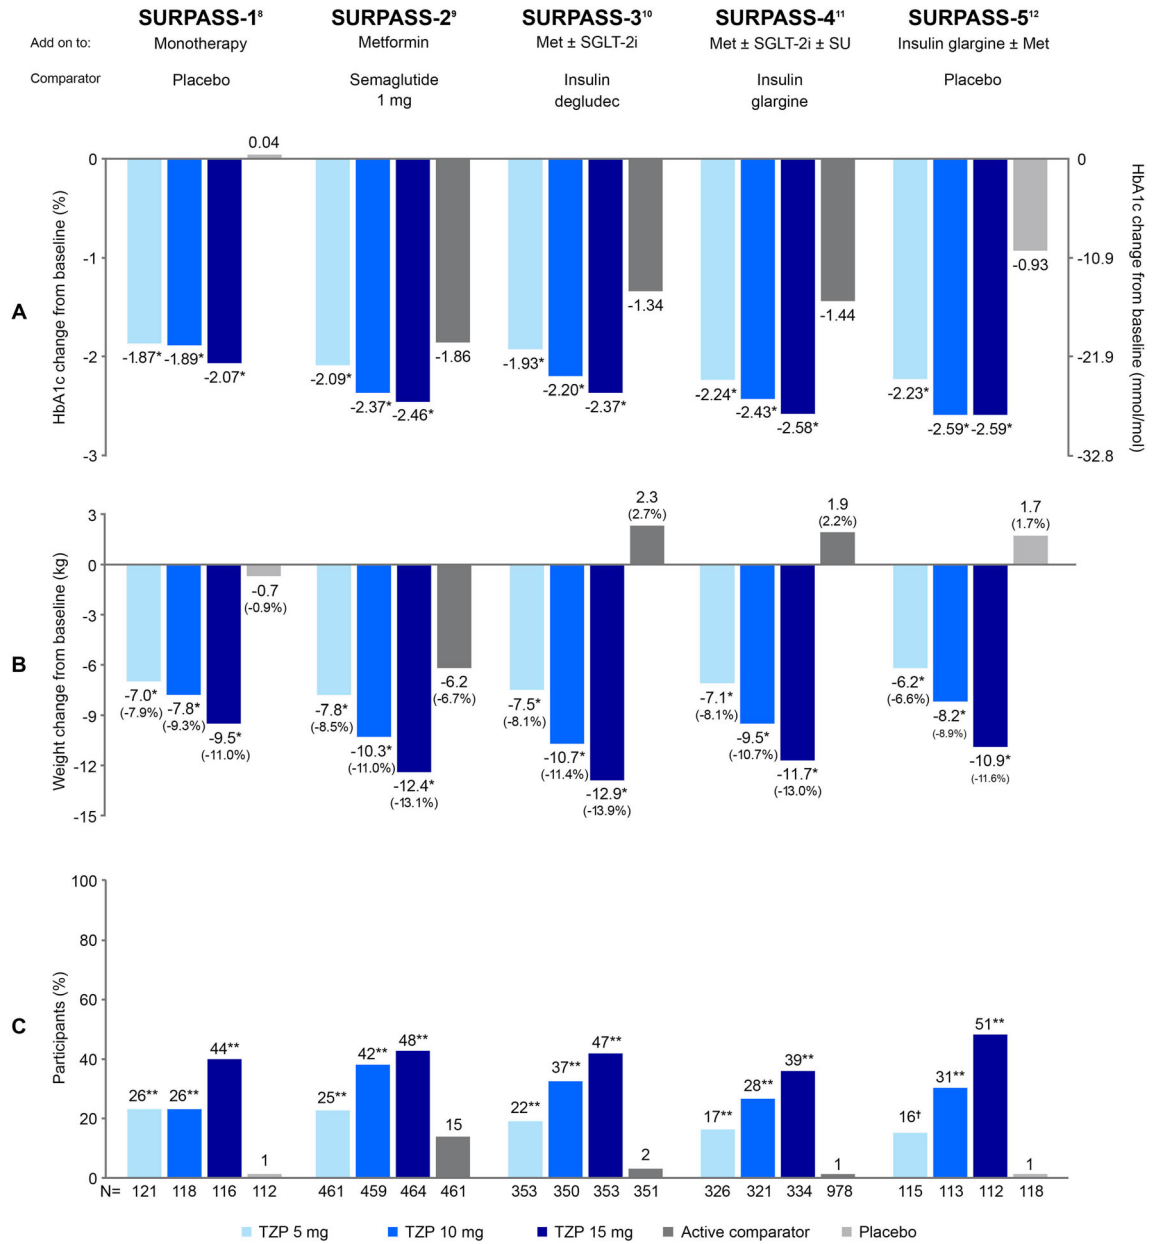 SURPASS-1⁸ SURPASS-2⁹ SURPASS-3¹⁰ SURPASS-4¹¹ SURPASS-5¹²
Add on to: Monotherapy Metformin Met ± SGLT-2i Met ± SGLT-2i ± SU Insulin glargine ± Met
Comparator Placebo Semaglutide 1 mg Insulin degludec Insulin glargine Placebo
A
HbA1c change from baseline (%)
0
-1
-2
-3
0.04
-1.87* -1.89* -2.07*
-2.09* -2.37* -2.46* -1.86
-1.93* -2.20* -2.37* -1.34
-2.24* -2.43* -2.58* -1.44
-2.23* -2.59* -2.59* -0.93
0
-10.9
-21.9
-32.8
HbA1c change from baseline (mmol/mol)
B
Weight change from baseline (kg)
3
0
-3
-6
-9
-12
-15
-7.0* -7.8* -9.5* -0.7
(-7.9%) (-9.3%) (-11.0%) (-0.9%)
-7.8* -10.3* -12.4* -6.2
(-8.5%) (-11.0%) (-13.1%) (-6.7%)
-7.5* -10.7* -12.9* 2.3
(-8.1%) (-11.4%) (-13.9%) (2.7%)
-7.1* -9.5* -11.7* 1.9
(-8.1%) (-10.7%) (-13.0%) (2.2%)
-6.2* -8.2* -10.9* 1.7
(-6.6%) (-8.9%) (-11.6%) (1.7%)
C
Participants (%)
100
80
60
40
20
0
26** 26** 44** 1
25** 42** 48** 15
22** 37** 47** 2
17** 28** 39** 1
16† 31** 51** 1
N= 121 118 116 112 461 459 464 461 353 350 353 351 326 321 334 978 115 113 112 118
TZP 5 mg TZP 10 mg TZP 15 mg Active comparator Placebo